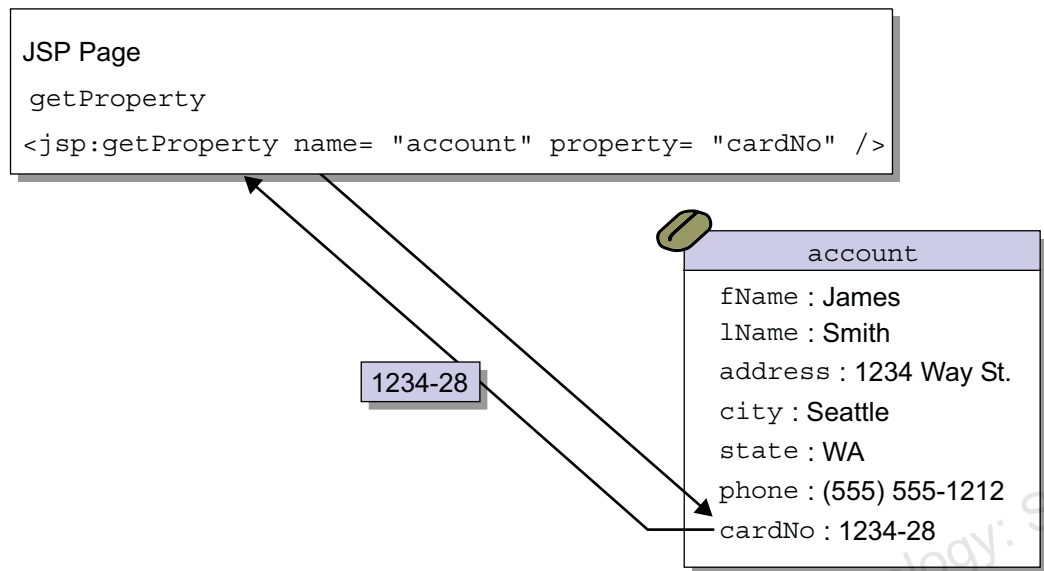 JSP Page
getProperty
<jsp:getProperty name= "account" property= "cardNo" />
account
fName : James
lName : Smith
1234-28
address : 1234 Way St.
city : Seattle
state : WA
phone : (555) 555-1212
cardNo : 1234-28